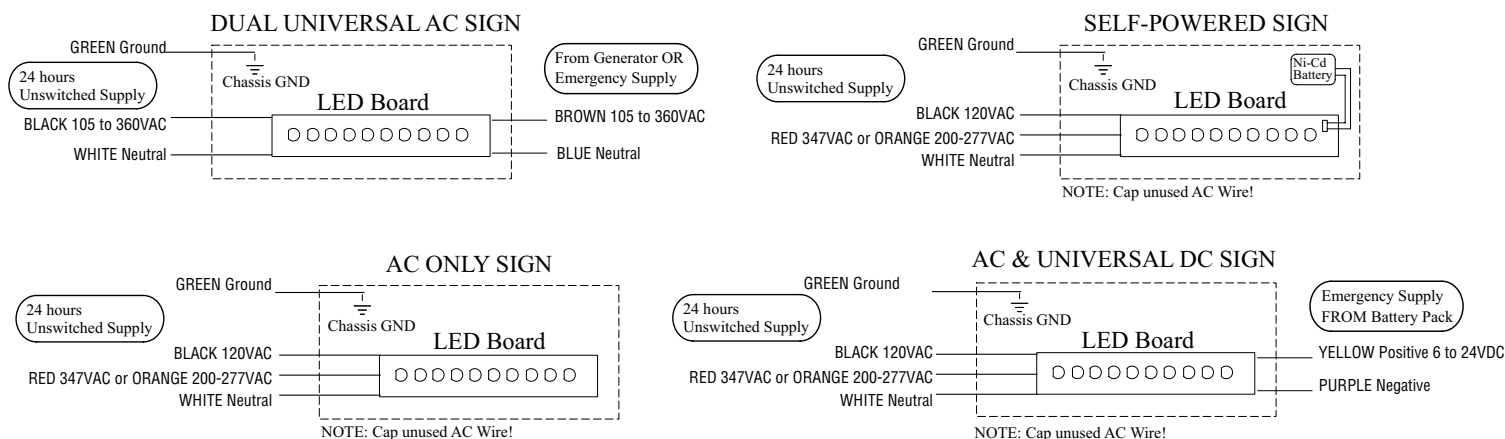 DUAL UNIVERSAL AC SIGN
GREEN Ground
24 hours
Unswitched Supply
Chassis GND
From Generator OR
Emergency Supply
LED Board
BLACK 105 to 360VAC
BROWN 105 to 360VAC
WHITE Neutral
BLUE Neutral
SELF-POWERED SIGN
GREEN Ground
24 hours
Unswitched Supply
Chassis GND
Ni-Cd
Battery
LED Board
BLACK 120VAC
RED 347VAC or ORANGE 200-277VAC
WHITE Neutral
NOTE: Cap unused AC Wire!
AC ONLY SIGN
GREEN Ground
24 hours
Unswitched Supply
Chassis GND
LED Board
BLACK 120VAC
RED 347VAC or ORANGE 200-277VAC
WHITE Neutral
NOTE: Cap unused AC Wire!
AC & UNIVERSAL DC SIGN
GREEN Ground
24 hours
Unswitched Supply
Chassis GND
Emergency Supply
FROM Battery Pack
LED Board
BLACK 120VAC
YELLOW Positive 6 to 24VDC
RED 347VAC or ORANGE 200-277VAC
PURPLE Negative
WHITE Neutral
NOTE: Cap unused AC Wire!